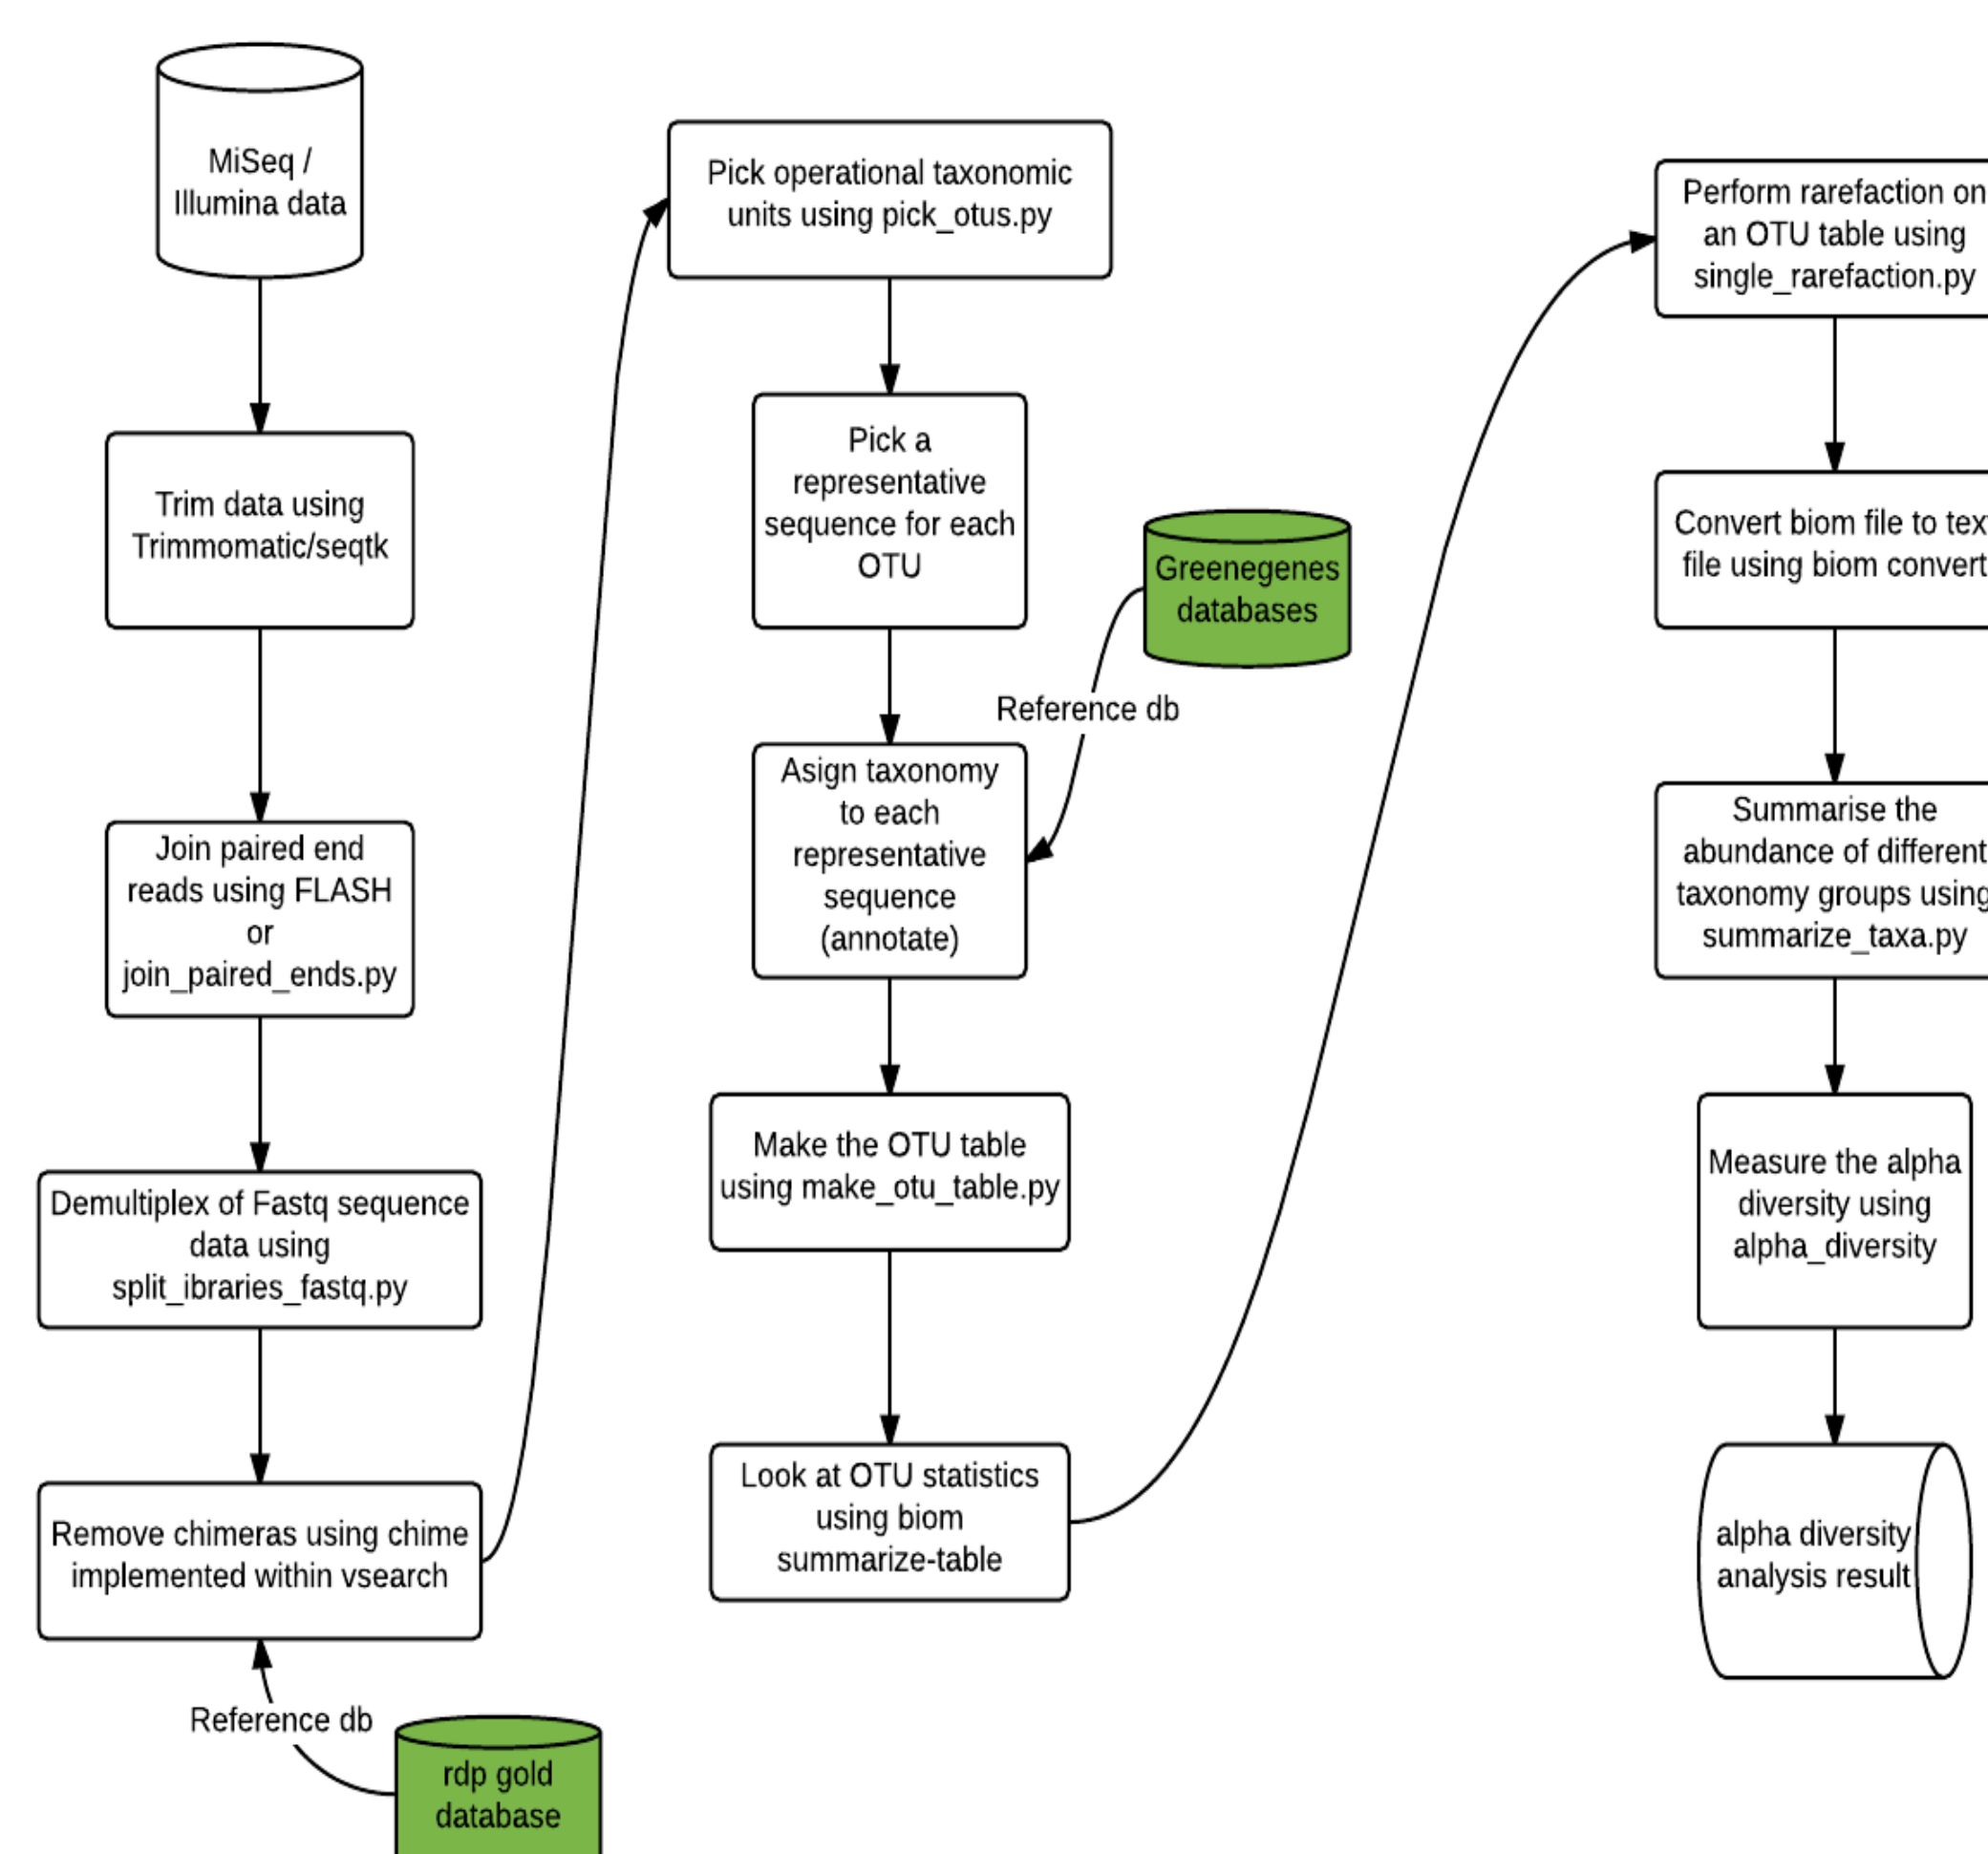 MiSeq /
Illumina data
Trim data using
Trimmomatic/seqtk
Join paired end
reads using FLASH
or
join_paired_ends.py
Demultiplex of Fastq sequence
data using
split_ibraries_fastq.py
Remove chimeras using chime
implemented within vsearch
Reference db
rdp gold
database
Pick operational taxonomic
units using pick_otus.py
Pick a
representative
sequence for each
OTU
Greenegenes
databases
Reference db
Asign taxonomy
to each
representative
sequence
(annotate)
Make the OTU table
using make_otu_table.py
Look at OTU statistics
using biom
summarize-table
Perform rarefaction on
an OTU table using
single_rarefaction.py
Convert biom file to text
file using biom convert
Summarise the
abundance of different
taxonomy groups using
summarize_taxa.py
Measure the alpha
diversity using
alpha_diversity
alpha diversity
analysis result